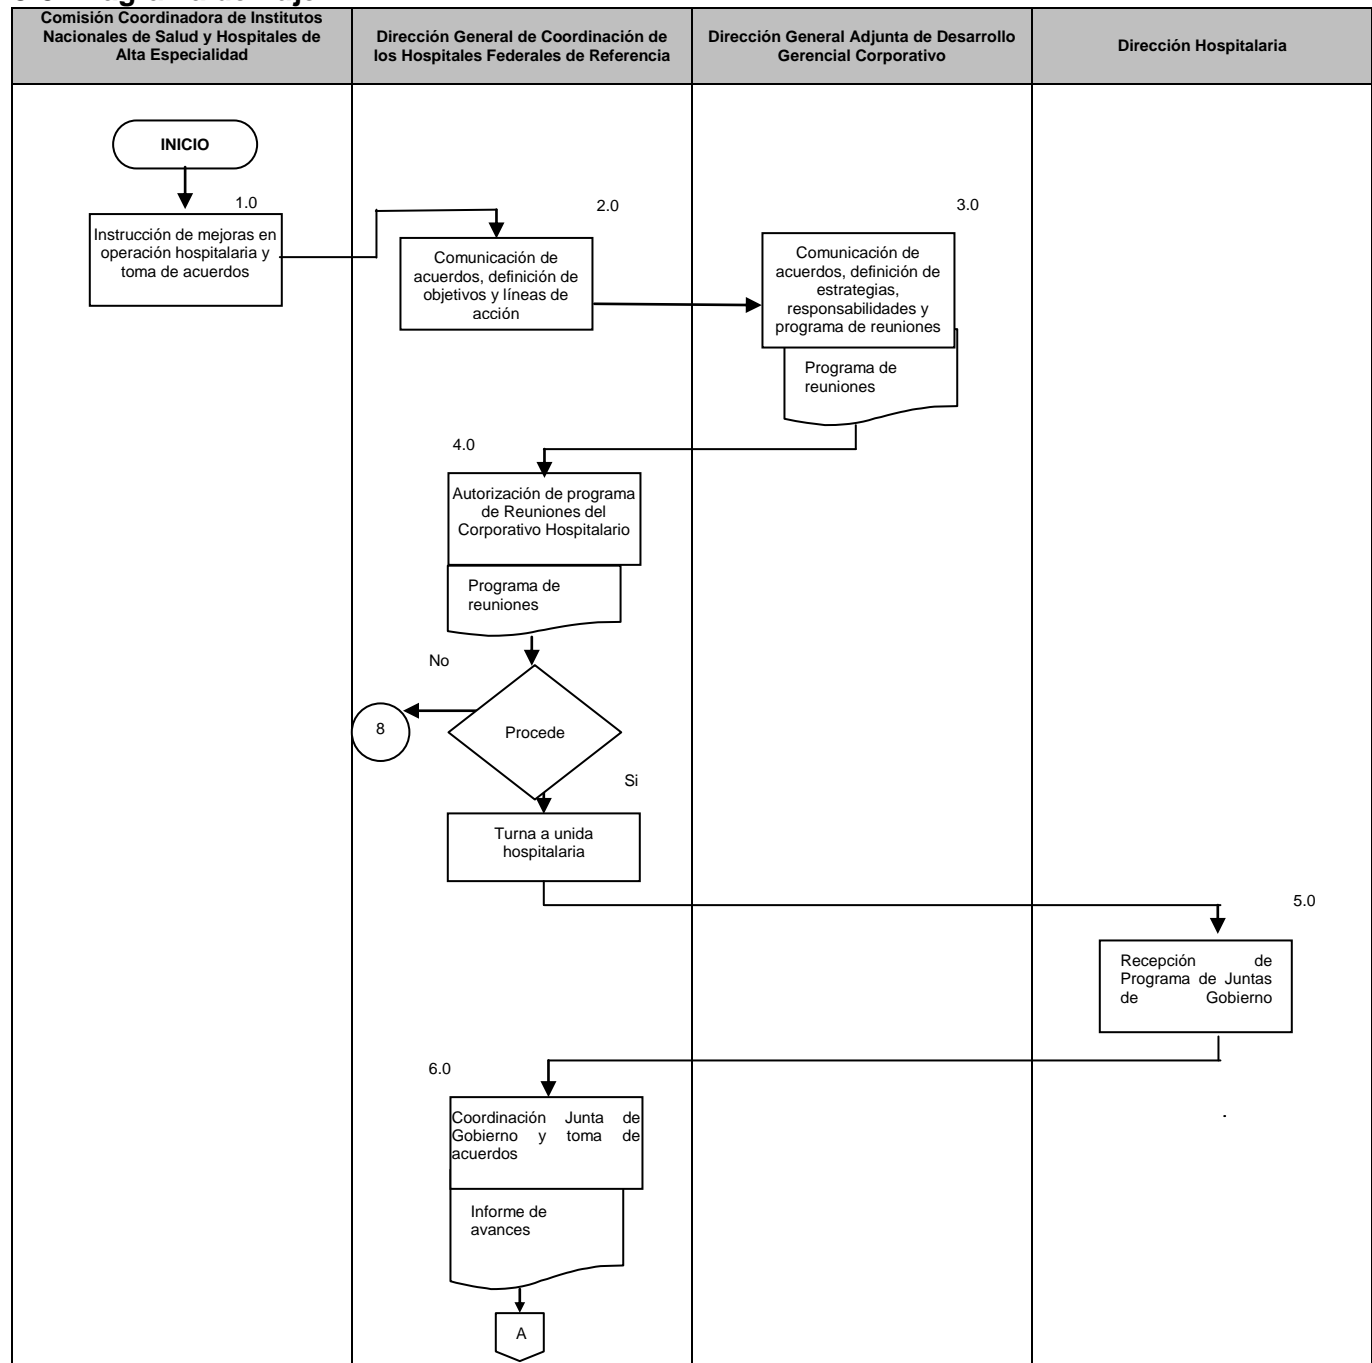 Comisión Coordinadora de Institutos
Nacionales de Salud y Hospitales de
Alta Especialidad
Dirección General de Coordinación de
los Hospitales Federales de Referencia
Dirección General Adjunta de Desarrollo
Gerencial Corporativo
Dirección Hospitalaria
INICIO
1.0
Instrucción de mejoras en
operación hospitalaria y
toma de acuerdos
2.0
Comunicación de
acuerdos, definición de
objetivos y líneas de
acción
3.0
Comunicación de
acuerdos, definición de
estrategias,
responsabilidades y
programa de reuniones
Programa de
reuniones
4.0
Autorización de programa
de Reuniones del
Corporativo Hospitalario
Programa de
reuniones
No
8
Procede
Si
Turna a unida
hospitalaria
5.0
Recepción de
Programa de Juntas
de Gobierno
6.0
Coordinación Junta de
Gobierno y toma de
acuerdos
.
Informe de
avances
A